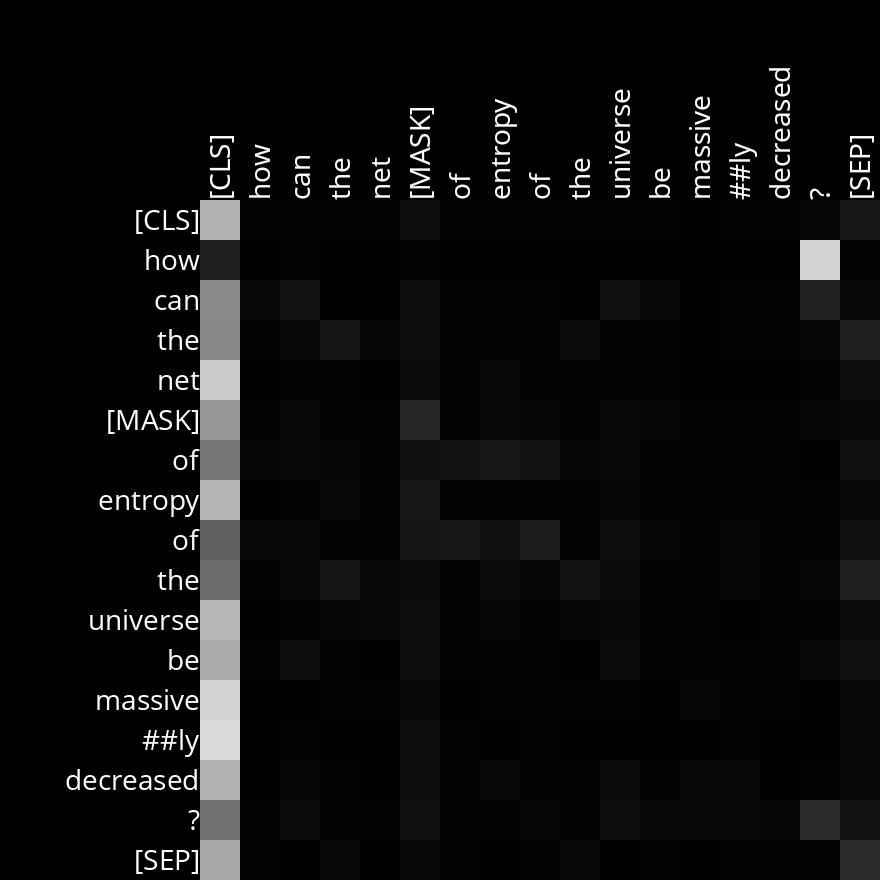 [CLS] how can the net [MASK] of entropy of the universe be massive ##ly decreased ? [SEP]
[CLS]
how
can
the
net
[MASK]
of
entropy
of
the
universe
be
massive
##ly
decreased
?
[SEP]